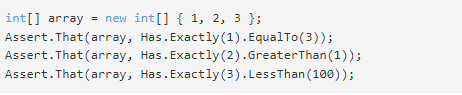 int[] array = new int[] { 1, 2, 3 };
Assert.That(array, Has.Exactly(1).EqualTo(3));
Assert.That(array, Has.Exactly(2).GreaterThan(1));
Assert.That(array, Has.Exactly(3).LessThan(100));